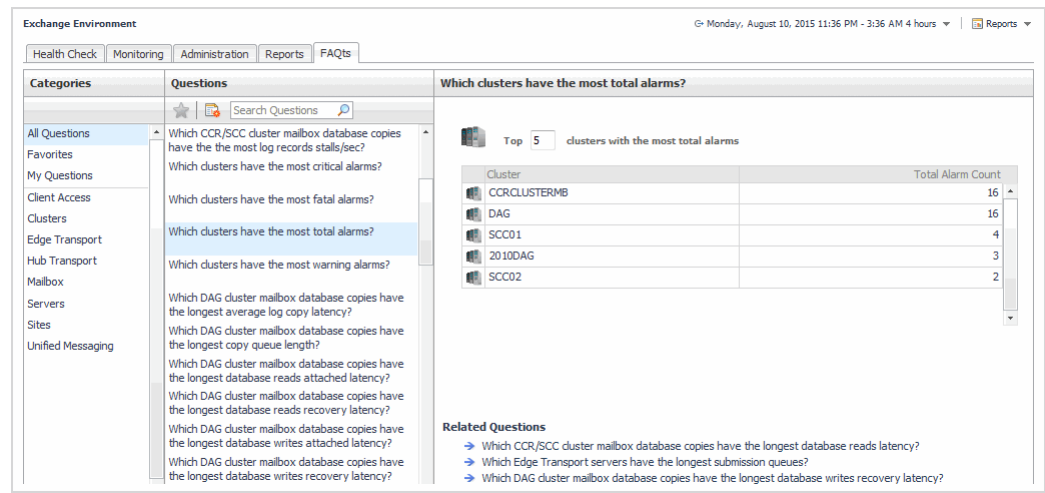 Exchange Environment
Monday, August 10, 2015 11:36 PM - 3:36 AM 4 hours
Reports
Health Check
Monitoring
Administration
Reports
FAQts
Categories
All Questions
Favorites
My Questions
Client Access
Clusters
Edge Transport
Hub Transport
Mailbox
Servers
Sites
Unified Messaging
Questions
Search Questions
Which CCR/SCC cluster mailbox database copies
have the the most log records stalls/sec?
Which clusters have the most critical alarms?
Which clusters have the most fatal alarms?
Which clusters have the most total alarms?
Which clusters have the most warning alarms?
Which DAG cluster mailbox database copies have
the longest average log copy latency?
Which DAG cluster mailbox database copies have
the longest copy queue length?
Which DAG cluster mailbox database copies have
the longest database reads attached latency?
Which DAG cluster mailbox database copies have
the longest database reads recovery latency?
Which DAG cluster mailbox database copies have
the longest database writes attached latency?
Which DAG cluster mailbox database copies have
the longest database writes recovery latency?
Which clusters have the most total alarms?
Top 5 clusters with the most total alarms
Cluster Total Alarm Count
CCRCLUSTERMB 16
DAG 16
SCC01 4
2010DAG 3
SCC02 2
Related Questions
Which CCR/SCC cluster mailbox database copies have the longest database reads latency?
Which Edge Transport servers have the longest submission queues?
Which DAG cluster mailbox database copies have the longest database writes recovery latency?